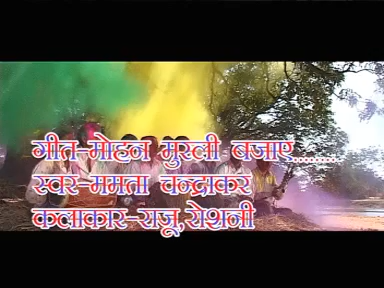 गीत-मोहन मुरली बजाए........
स्वर-ममता चन्द्राकर
कलाकार-राजू,रोशनी